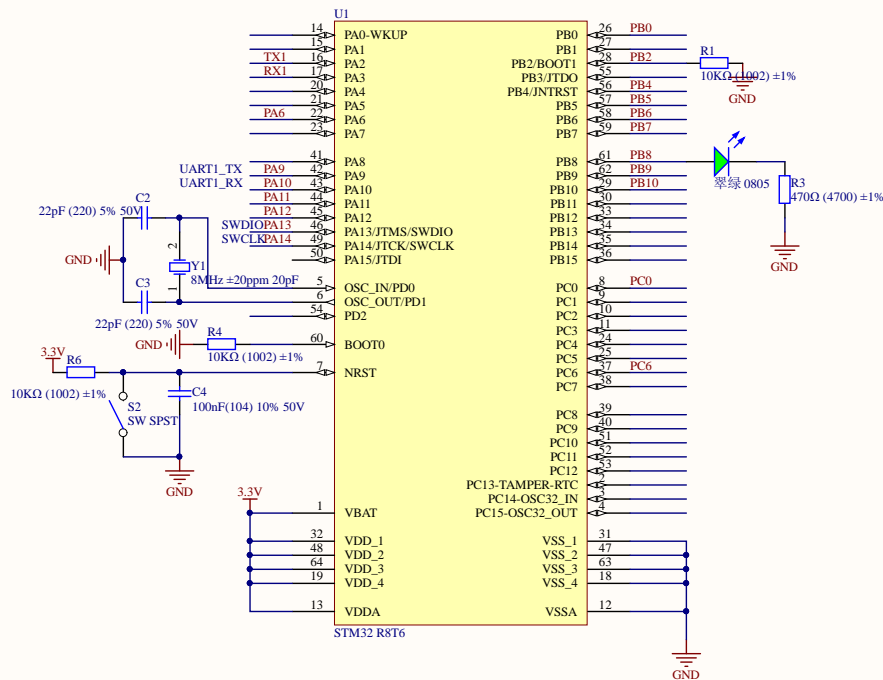 U1
14 PA0-WKUP PB0 26 PB0
15 PA1 PB1 27
TX1 16 PA2 PB2/BOOT1 28 PB2
R1
10KΩ (1002) ±1%
GND
RX1 17 PA3 PB3/JTDO 55
20 PA4 PB4/JNTRST 56 PB4
21 PA5 PB5 57 PB5
PA6 22 PA6 PB6 58 PB6
23 PA7 PB7 59 PB7
41 PA8 PB8 61 PB8
翠绿 0805
R3
470Ω (4700) ±1%
GND
UART1_TX PA9 42 PA9 PB9 62 PB9
UART1_RX PA10 43 PA10 PB10 29 PB10
PA11 44 PA11 PB11 30
PA12 45 PA12 PB12 33
SWDIO PA13 46 PA13/JTMS/SWDIO PB13 34
SWCLK PA14 49 PA14/JTCK/SWCLK PB14 35
50 PA15/JTDI PB15 36
C2
22pF (220) 5% 50V
GND
2
Y1
1
8MHz ±20ppm 20pF
C3
22pF (220) 5% 50V
5 OSC_IN/PD0 PC0 8 PC0
6 OSC_OUT/PD1 PC1 9
54 PD2 PC2 10
PC3 11
GND
R4
10KΩ (1002) ±1%
60 BOOT0 PC4 24
PC5 25
3.3V
R6
10KΩ (1002) ±1%
7 NRST PC6 37 PC6
PC7 38
S2
SW SPST
C4
100nF(104) 10% 50V
GND
PC8 39
PC9 40
PC10 51
PC11 52
PC12 53
PC13-TAMPER-RTC 2
PC14-OSC32_IN 3
3.3V
1 VBAT PC15-OSC32_OUT 4
32 VDD_1 VSS_1 31
48 VDD_2 VSS_2 47
64 VDD_3 VSS_3 63
19 VDD_4 VSS_4 18
13 VDDA VSSA 12
STM32 R8T6
GND